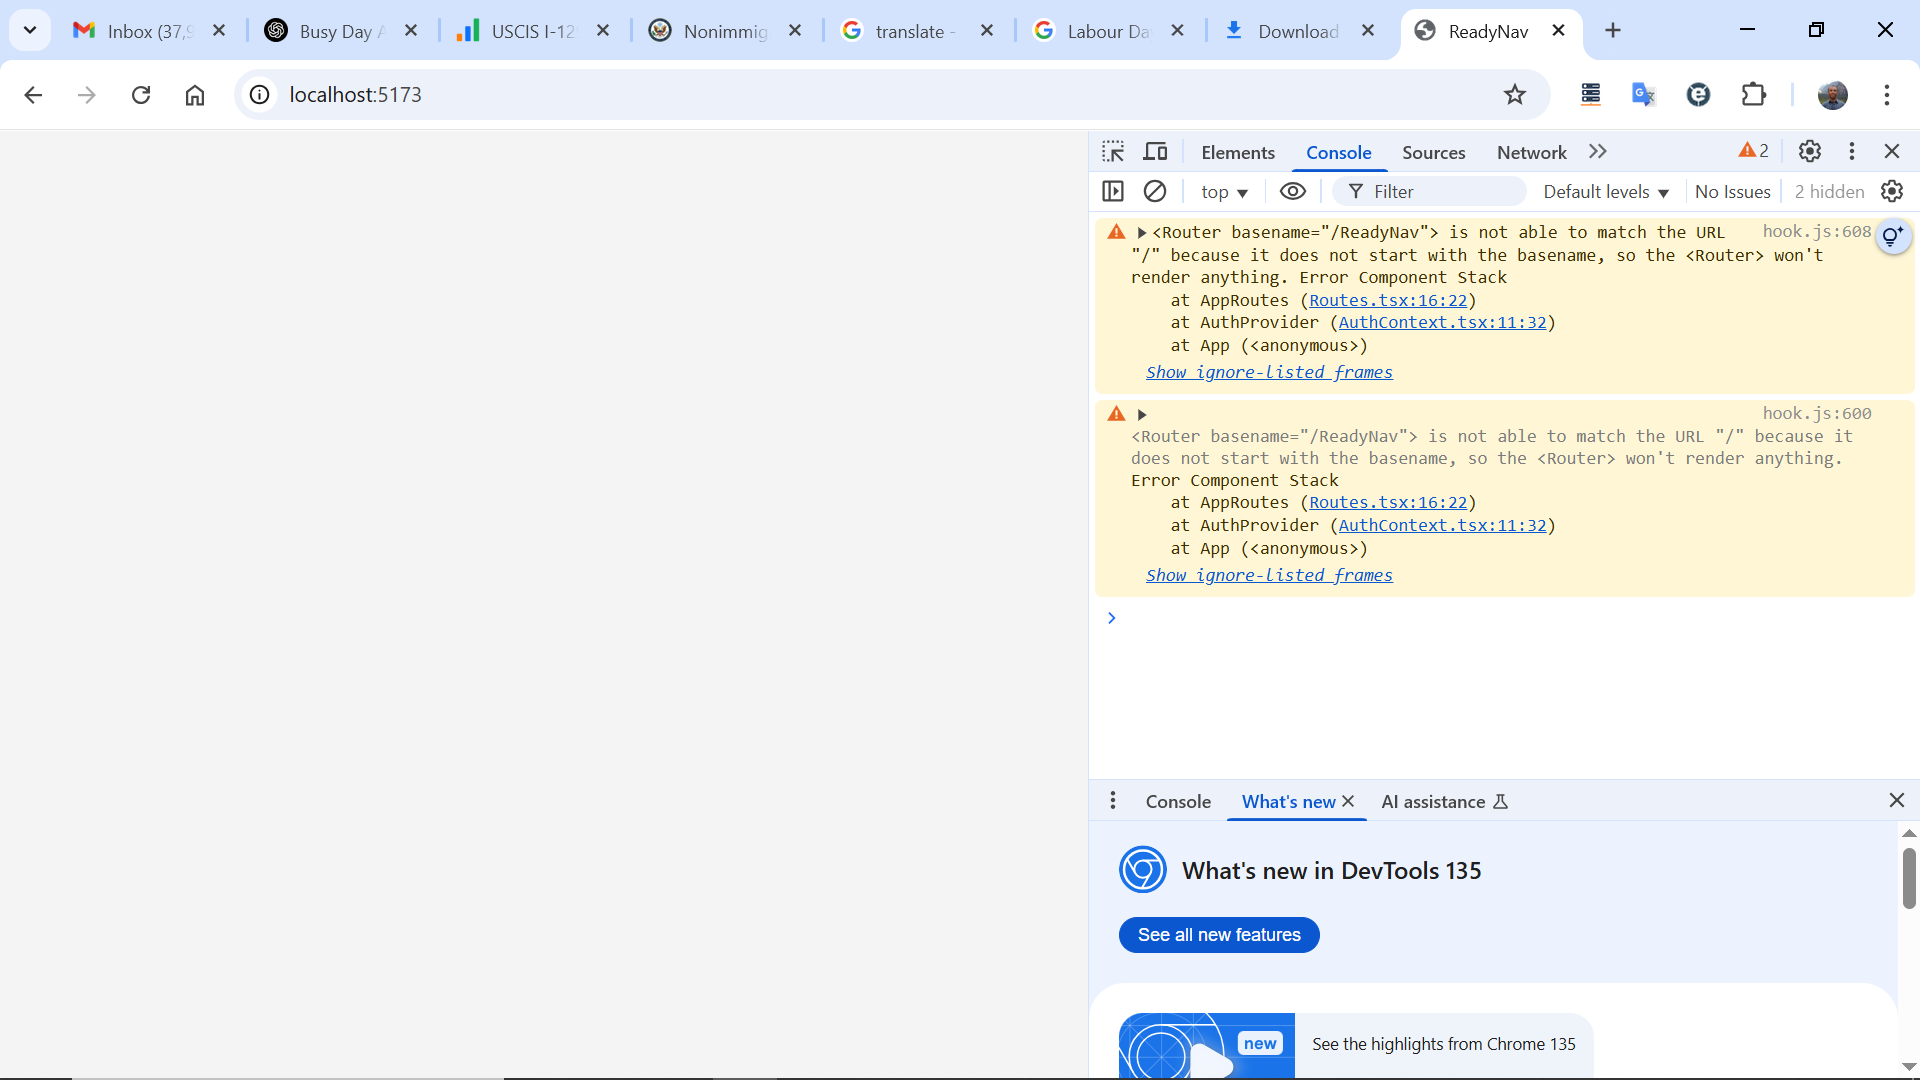 Inbox (37,9
Busy Day A
USCIS I-12
Nonimmig
translate -
Labour Da
Download
ReadyNav
localhost:5173
Elements
Console
Sources
Network
2
top
Filter
Default levels
No Issues
2 hidden
<Router basename="/ReadyNav"> is not able to match the URL
hook.js:608
"/" because it does not start with the basename, so the <Router> won't
render anything. Error Component Stack
at AppRoutes (Routes.tsx:16:22)
at AuthProvider (AuthContext.tsx:11:32)
at App (<anonymous>)
Show ignore-listed frames
hook.js:600
<Router basename="/ReadyNav"> is not able to match the URL "/" because it
does not start with the basename, so the <Router> won't render anything.
Error Component Stack
at AppRoutes (Routes.tsx:16:22)
at AuthProvider (AuthContext.tsx:11:32)
at App (<anonymous>)
Show ignore-listed frames
Console
What's new
AI assistance
What's new in DevTools 135
See all new features
new
See the highlights from Chrome 135